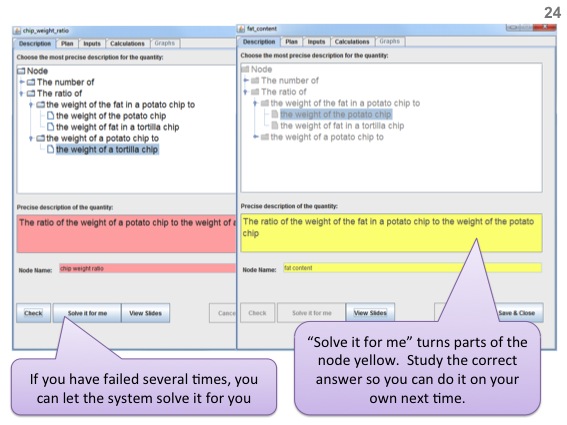 24
chip_weight_ratio
Description Plan Inputs Calculations Graphs
Choose the most precise description for the quantity:
Node
The number of
The ratio of
the weight of the fat in a potato chip to
the weight of the potato chip
the weight of fat in a tortilla chip
the weight of a potato chip to
the weight of a tortilla chip
Precise description of the quantity:
The ratio of the weight of a potato chip to the weight of
Node Name: chip weight ratio
Check Solve it for me View Slides Cance
If you have failed several times, you
can let the system solve it for you
fat_content
Description Plan Inputs Calculations Graphs
Choose the most precise description for the quantity:
Node
The number of
The ratio of
the weight of the fat in a potato chip to
the weight of the potato chip
the weight of fat in a tortilla chip
the weight of a potato chip to
Precise description of the quantity:
The ratio of the weight of the fat in a potato chip to the weight of the potato
chip
Node Name: fat content
Check Solve it for me View Slides Save & Close
“Solve it for me” turns parts of the
node yellow. Study the correct
answer so you can do it on your
own next time.